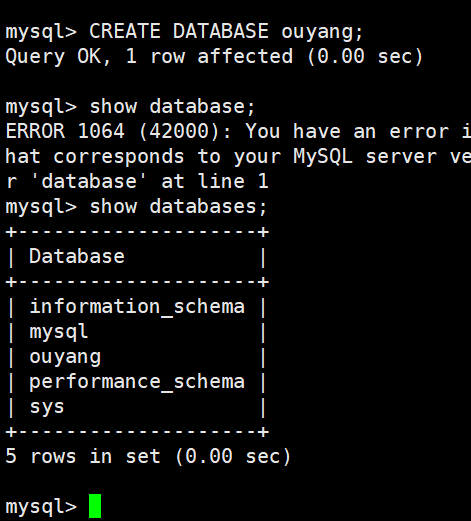 mysql> CREATE DATABASE ouyang;
Query OK, 1 row affected (0.00 sec)
mysql> show database;
ERROR 1064 (42000): You have an error i
hat corresponds to your MySQL server ve
r 'database' at line 1
mysql> show databases;
+--------------------+
| Database           |
+--------------------+
| information_schema |
| mysql              |
| ouyang             |
| performance_schema |
| sys                |
+--------------------+
5 rows in set (0.00 sec)
mysql>